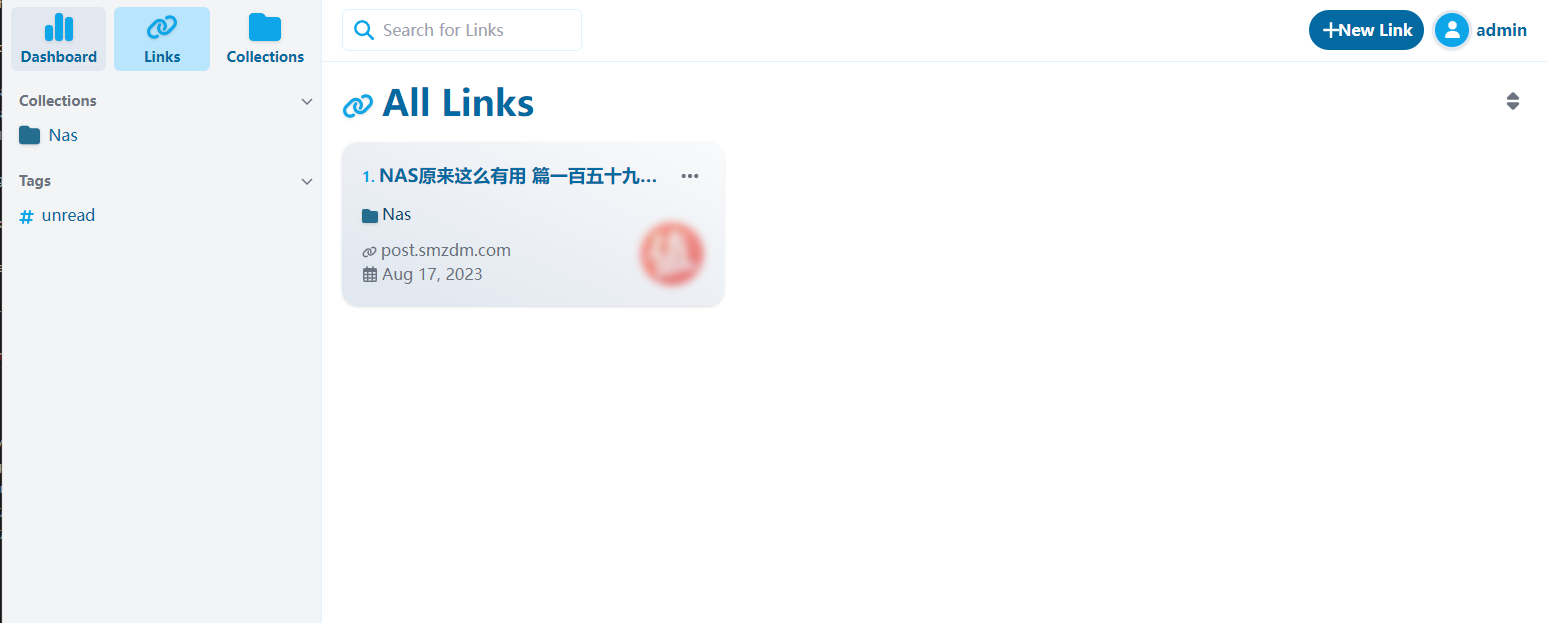 Dashboard
Links
Collections
Search for Links
New Link
admin
Collections
Nas
Tags
# unread
All Links
1. NAS原来这么有用 篇一百五十九...
Nas
post.smzdm.com
Aug 17, 2023